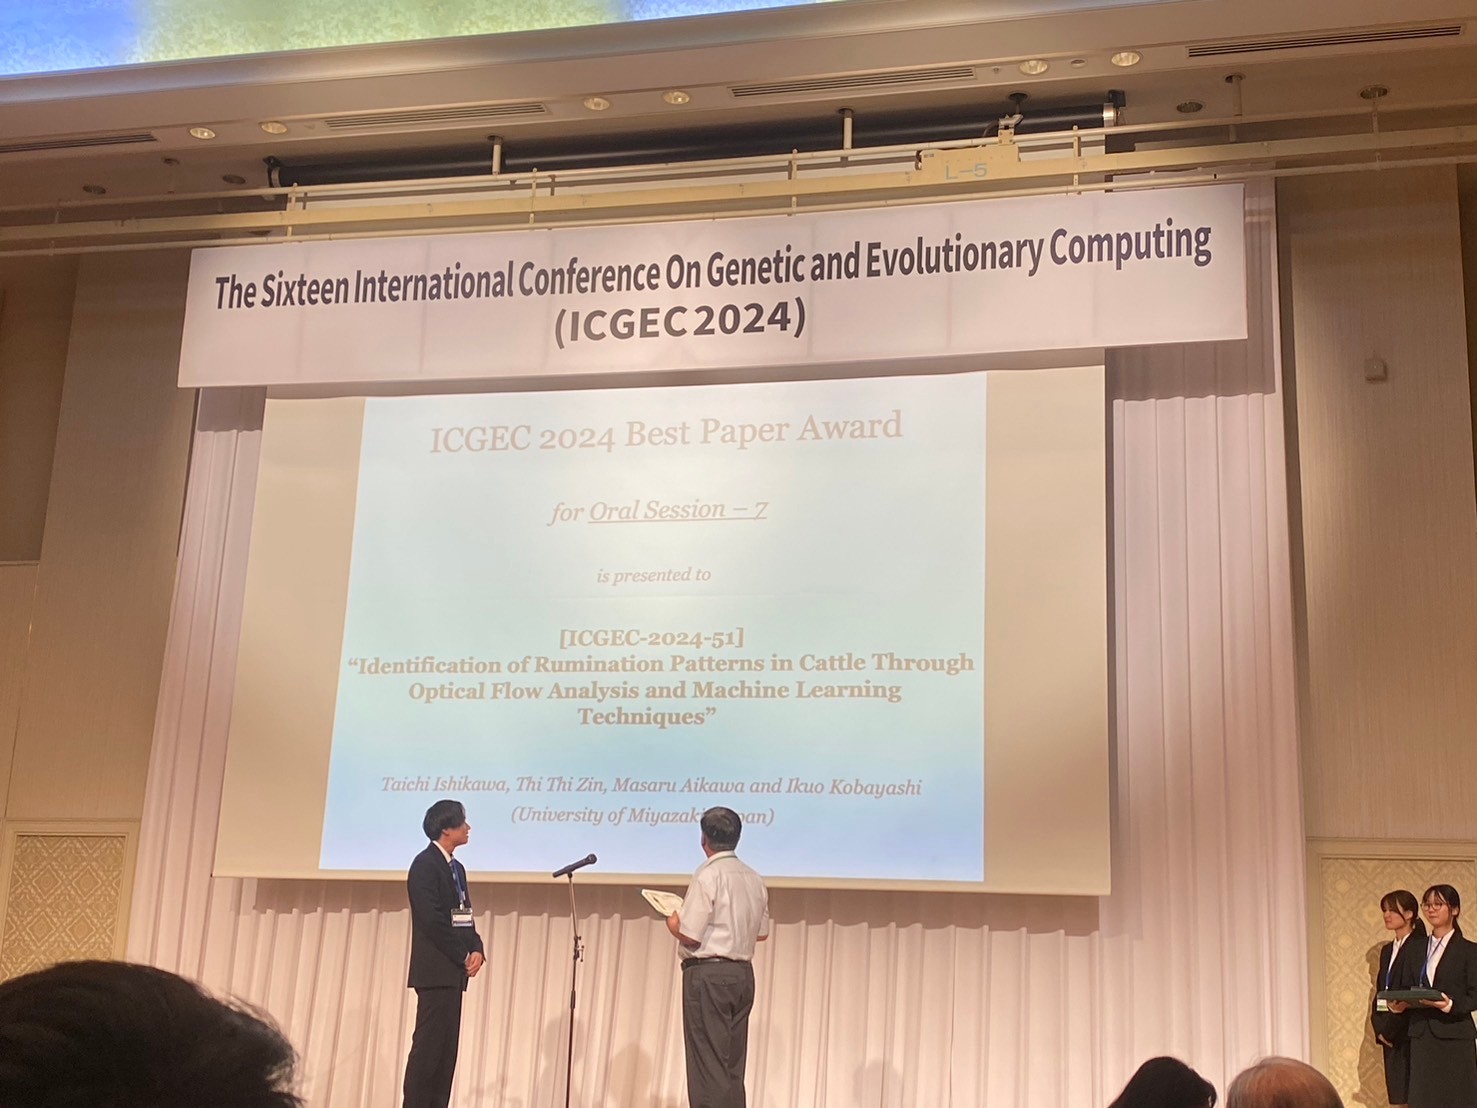 L-5
The Sixteen International Conference On Genetic and Evolutionary Computing
(ICGEC2024)
ICGEC 2024 Best Paper Award
for Oral Session – 7
is presented to
[ICGEC-2024-51]
“Identification of Rumination Patterns in Cattle Through
Optical Flow Analysis and Machine Learning
Techniques”
Taichi Ishikawa, Thi Thi Zin, Masaru Aikawa and Ikuo Kobayashi
(University of Miyazaki